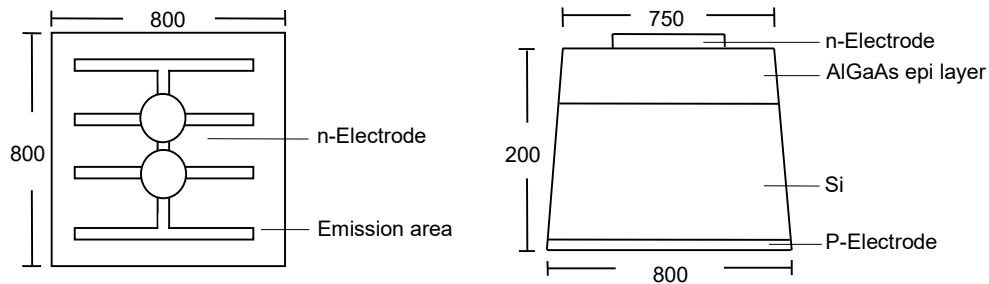 800
800
n-Electrode
Emission area
750
n-Electrode
AlGaAs epi layer
200
Si
P-Electrode
800